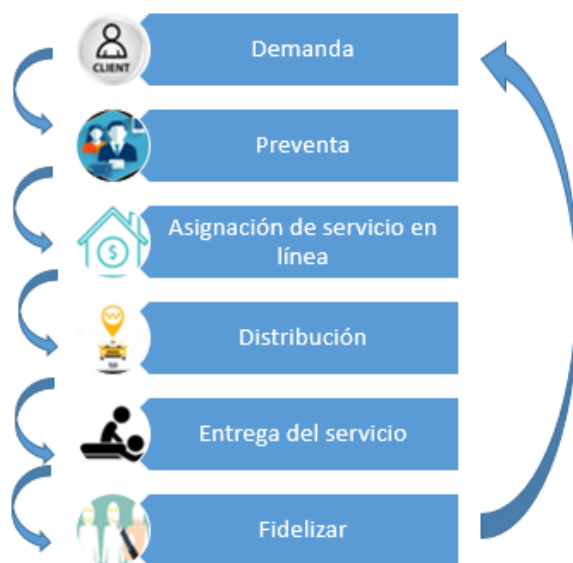 CLIENT
Demanda
Preventa
Asignación de servicio en
línea
Distribución
Entrega del servicio
Fidelizar